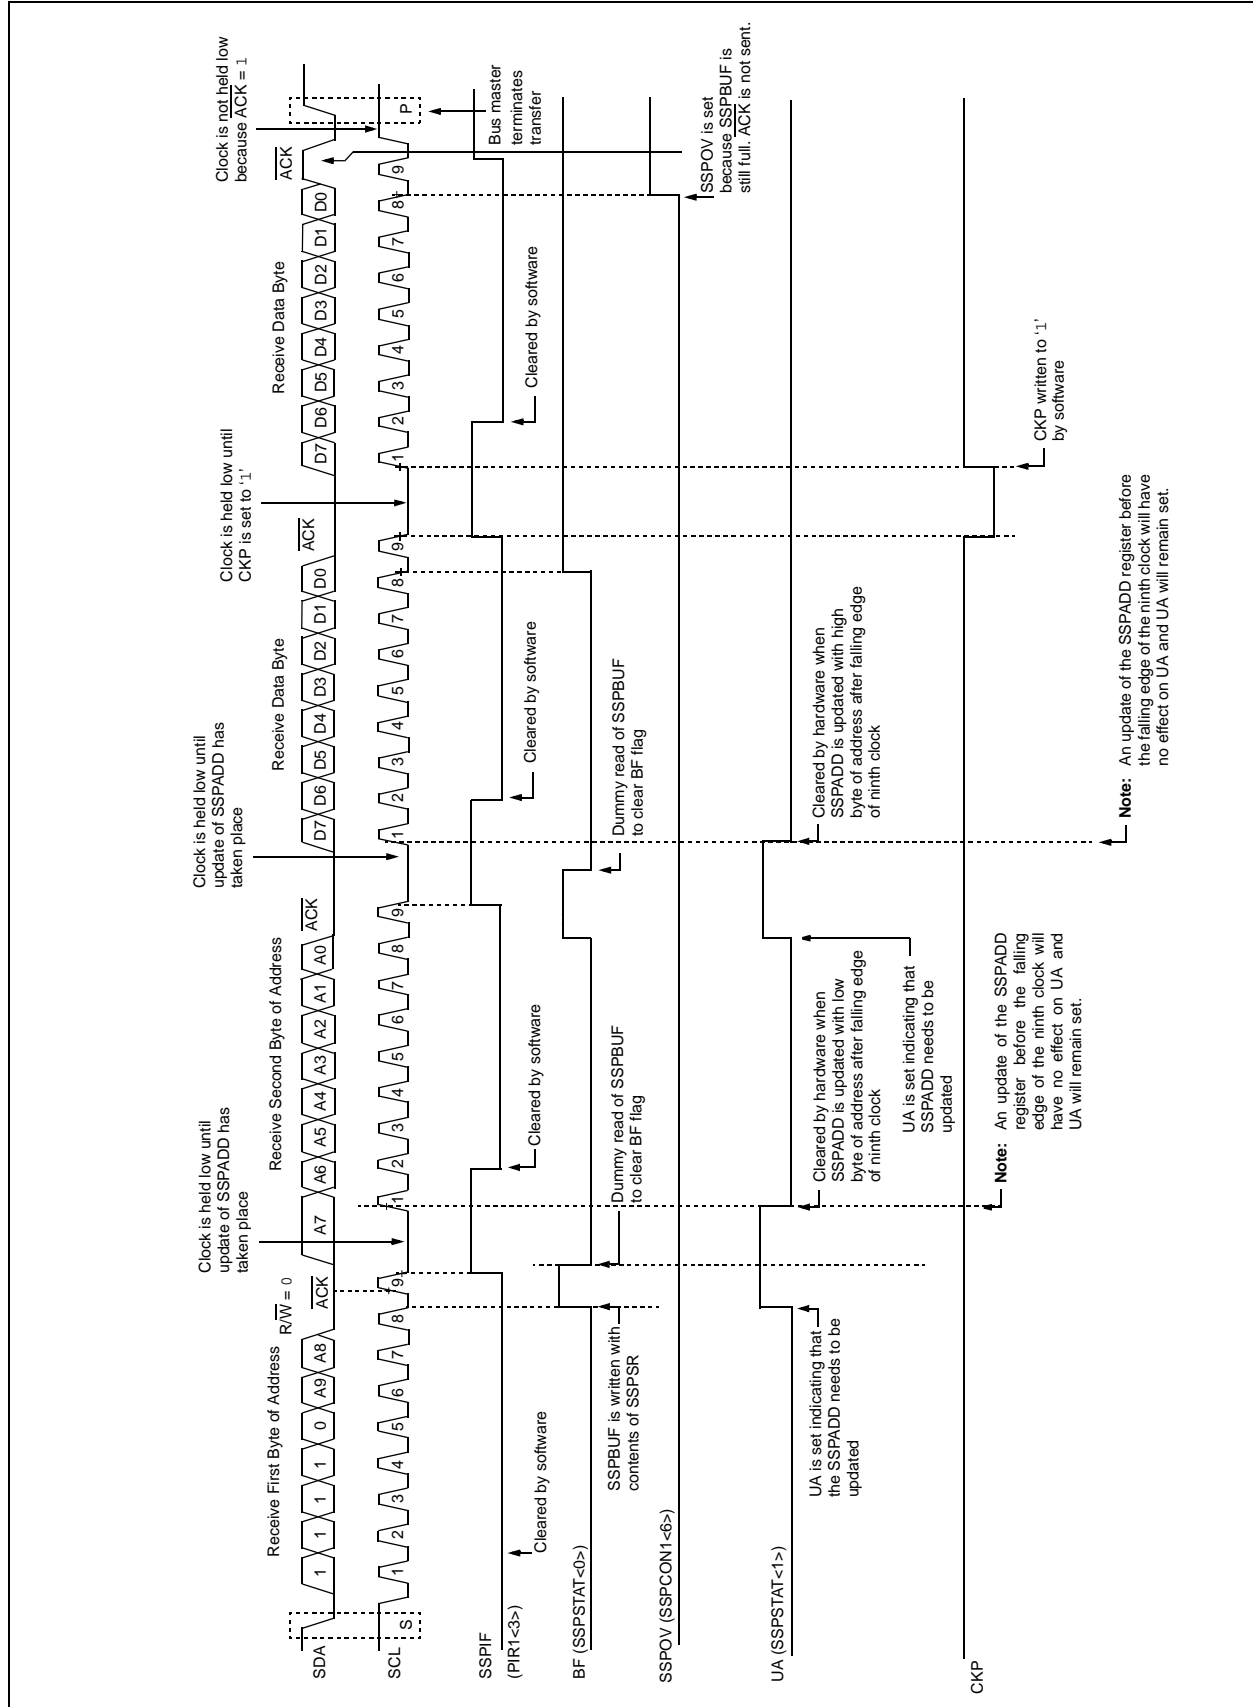 Clock is not held low
because ACK = 1
Clock is held low until
CKP is set to ‘1’
Clock is held low until
update of SSPADD has
taken place
Clock is held low until
update of SSPADD has
taken place
Receive First Byte of Address
R/W = 0
Receive Second Byte of Address
Receive Data Byte
Receive Data Byte
SDA
1 1 1 1 0 A9 A8 ACK A7 A6 A5 A4 A3 A2 A1 A0 ACK D7 D6 D5 D4 D3 D2 D1 D0 ACK D7 D6 D5 D4 D3 D2 D1 D0 ACK
SCL
S 1 2 3 4 5 6 7 8 9 1 2 3 4 5 6 7 8 9 1 2 3 4 5 6 7 8 9 1 2 3 4 5 6 7 8 9 P
Bus master
terminates
transfer
SSPIF
(PIR1<3>)
Cleared by software
Cleared by software
Cleared by software
Cleared by software
BF (SSPSTAT<0>)
SSPBUF is written with
contents of SSPSR
Dummy read of SSPBUF
to clear BF flag
Dummy read of SSPBUF
to clear BF flag
SSPOV (SSPCON1<6>)
SSPOV is set
because SSPBUF is
still full. ACK is not sent.
UA (SSPSTAT<1>)
UA is set indicating that
the SSPADD needs to be
updated
Cleared by hardware when
SSPADD is updated with low
byte of address after falling edge
of ninth clock
UA is set indicating that
SSPADD needs to be
updated
Cleared by hardware when
SSPADD is updated with high
byte of address after falling edge
of ninth clock
CKP
CKP written to ‘1’
by software
Note: An update of the SSPADD
register before the falling
edge of the ninth clock will
have no effect on UA and
UA will remain set.
Note: An update of the SSPADD register before
the falling edge of the ninth clock will have
no effect on UA and UA will remain set.